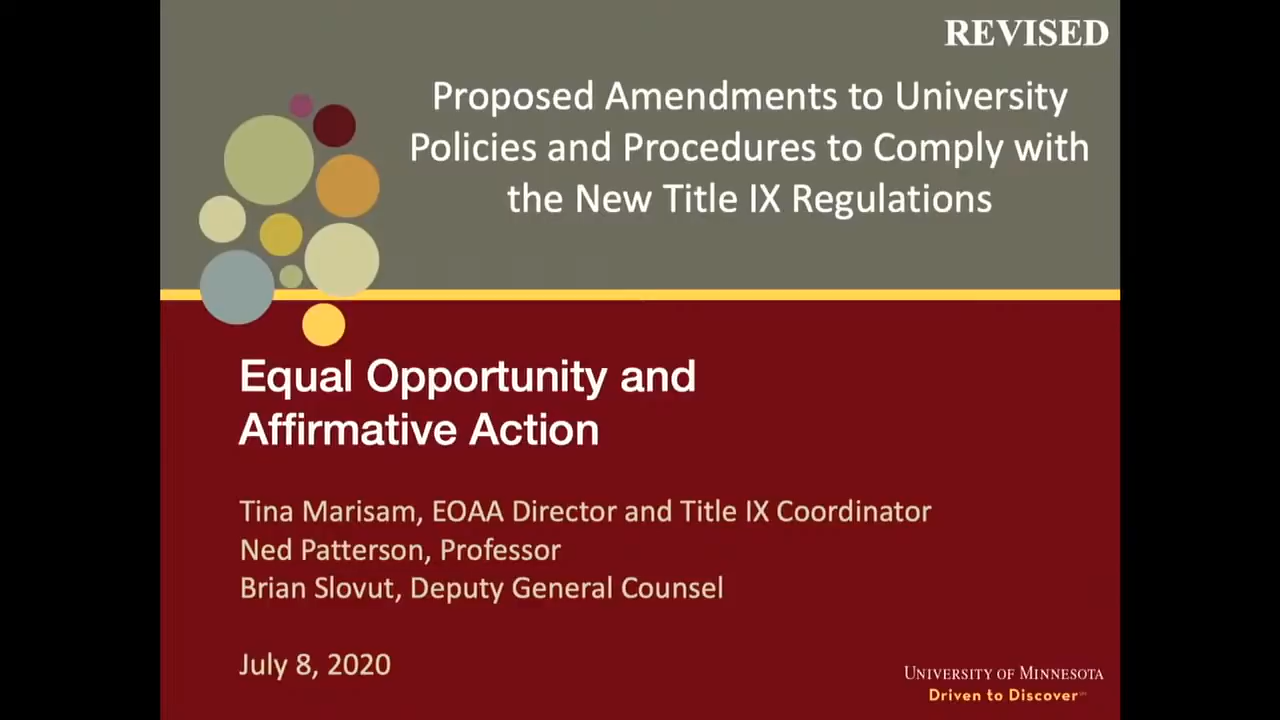 REVISED
Proposed Amendments to University
Policies and Procedures to Comply with
the New Title IX Regulations
Equal Opportunity and
Affirmative Action
Tina Marisam, EOAA Director and Title IX Coordinator
Ned Patterson, Professor
Brian Slovut, Deputy General Counsel
July 8, 2020
UNIVERSITY OF MINNESOTA
Driven to Discover℠